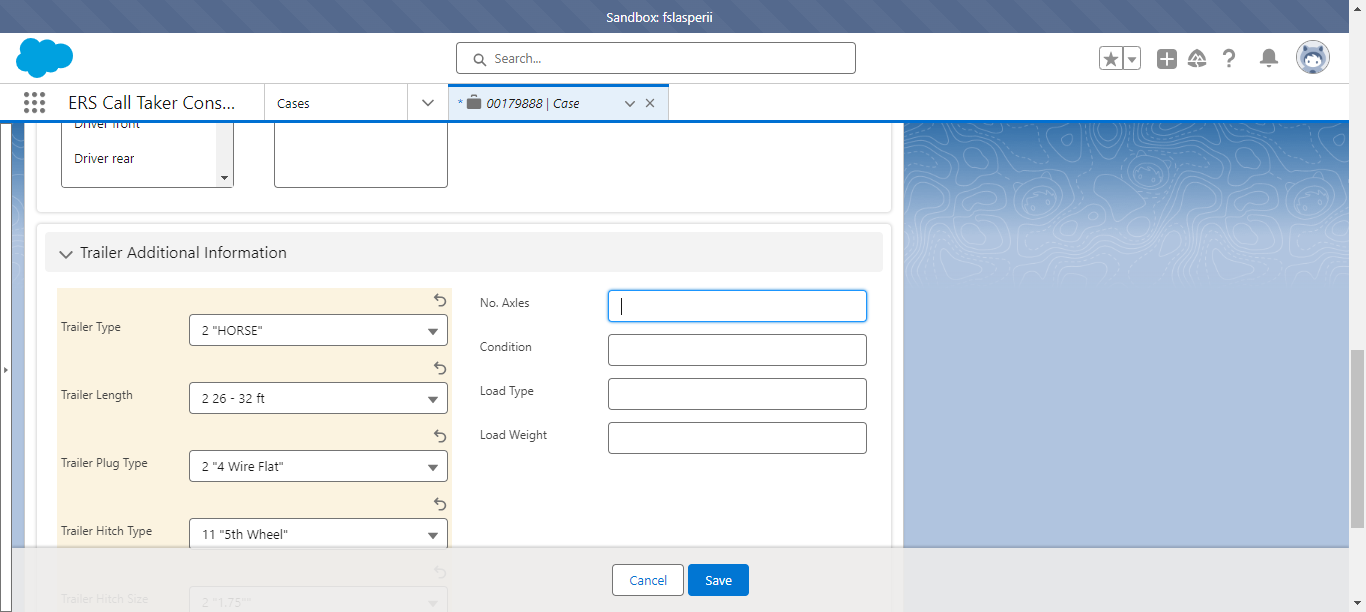 Sandbox: fslasperii
Search...
ERS Call Taker Cons...
Cases
* 00179888 | Case
Driver front
Driver rear
Trailer Additional Information
Trailer Type
2 "HORSE"
Trailer Length
2 26 - 32 ft
Trailer Plug Type
2 "4 Wire Flat"
Trailer Hitch Type
11 "5th Wheel"
Trailer Hitch Size
2 "1.75""
No. Axles
Condition
Load Type
Load Weight
Cancel
Save